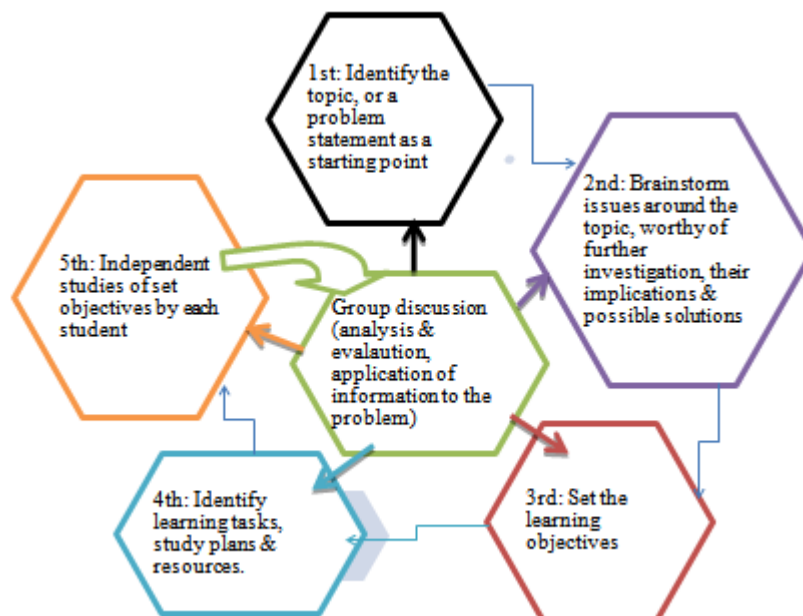 1st: Identify the
topic, or a
problem
statement as a
starting point
2nd: Brainstorm
issues around the
topic, worthy of
further
investigation, their
implications &
possible solutions
3rd: Set the
learning
objectives
4th: Identify
learning tasks,
study plans &
resources.
5th: Independent
studies of set
objectives by each
student
Group discussion
(analysis &
evalaution,
application of
information to the
problem)